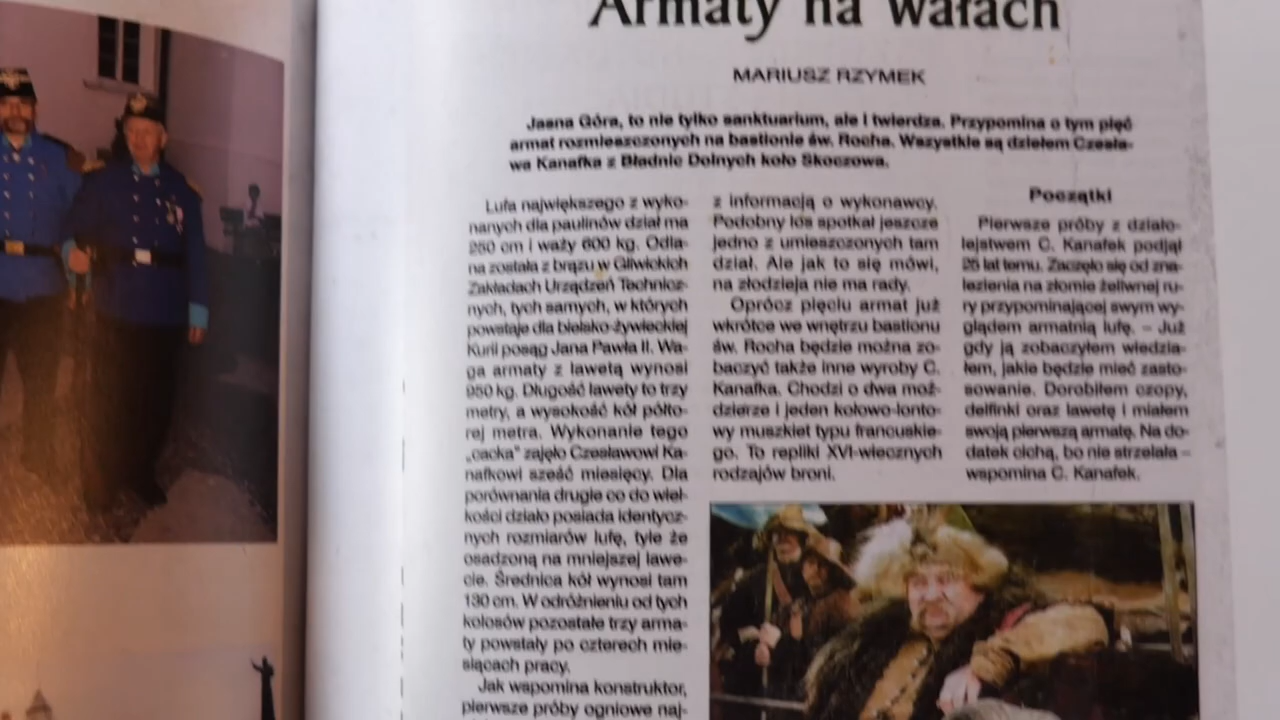 Armaty na wałach
MARIUSZ RZYMEK
Jasna Góra, to nie tylko sanktuarium, ale i twierdza. Przypomina o tym pięć
armat rozmieszczonych na bastionie św. Rocha. Wszystkie są dziełem Czesła-
wa Kanafka z Bładnic Dolnych koło Skoczowa.
Lufa największego z wyko-
nanych dla paulinów dział ma
250 cm i waży 600 kg. Odla-
na została z brązu w Gliwickich
Zakładach Urządzeń Technicz-
nych, tych samych, w których
powstaje dla bielsko-żywieckiej
Kurii posąg Jana Pawła II. Wa-
ga armaty z lawetą wynosi
950 kg. Długość lawety to trzy
metry, a wysokość kół półto-
rej metra. Wykonanie tego
„cacka” zajęło Czesławowi Ka-
nafkowi sześć miesięcy. Dla
porównania drugie co do wiel-
kości działo posiada identycz-
nych rozmiarów lufę, tyle że
osadzoną na mniejszej lawe-
cie. Średnica kół wynosi tam
130 cm. W odróżnieniu od tych
kolosów pozostałe trzy arma-
ty powstały po czterech mie-
siącach pracy.
Jak wspomina konstruktor,
pierwsze próby ogniowe naj-
z informacją o wykonawcy.
Podobny los spotkał jeszcze
jedno z umieszczonych tam
dział. Ale jak to się mówi,
na złodzieja nie ma rady.
Oprócz pięciu armat już
wkrótce we wnętrzu bastionu
św. Rocha będzie można zo-
baczyć także inne wyroby C.
Kanafka. Chodzi o dwa moź-
dzierze i jeden kołowo-lonto-
wy muszkiet typu francuskie-
go. To repliki XVI-wiecznych
rodzajów broni.
Początki
Pierwsze próby z działo-
lejstwem C. Kanafek podjął
25 lat temu. Zaczęło się od zna-
lezienia na złomie żeliwnej ru-
ry przypominającej swym wy-
glądem armatnią lufę. – Już
gdy ją zobaczyłem wiedzia-
łem, jakie będzie mieć zasto-
sowanie. Dorobiłem czopy,
delfinki oraz lawetę i miałem
swoją pierwszą armatę. Na do-
datek cichą, bo nie strzelała –
wspomina C. Kanafek.